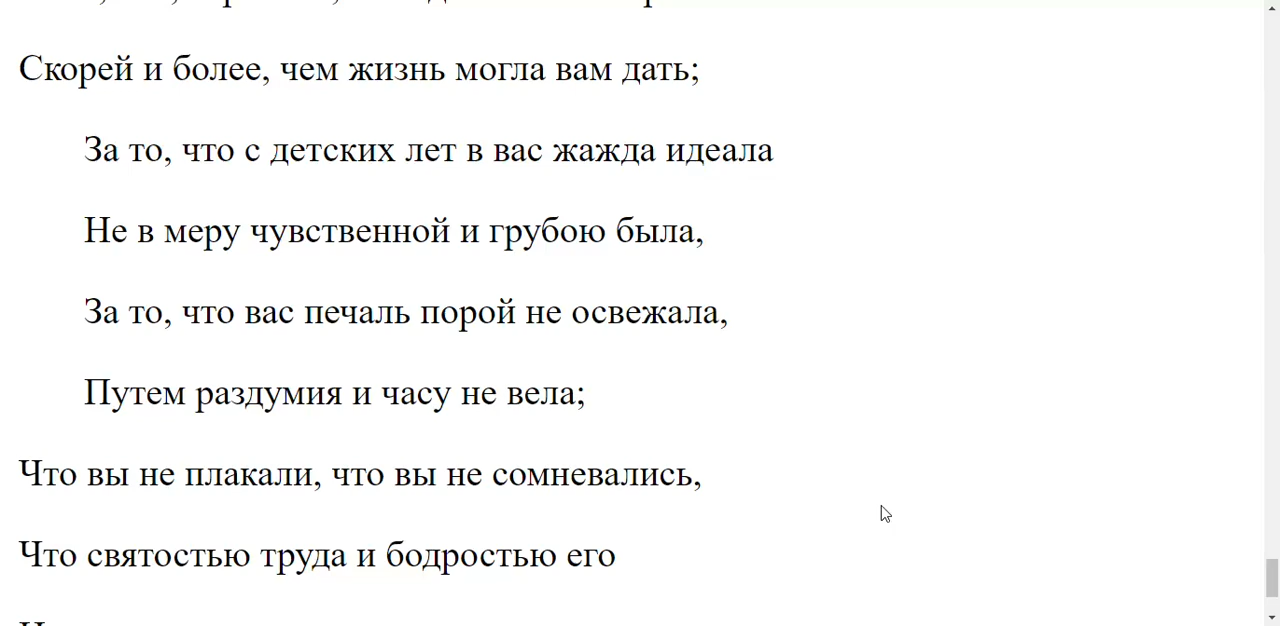 Скорей и более, чем жизнь могла вам дать;
За то, что с детских лет в вас жажда идеала
Не в меру чувственной и грубою была,
За то, что вас печаль порой не освежала,
Путем раздумия и часу не вела;
Что вы не плакали, что вы не сомневались,
Что святостью труда и бодростью его